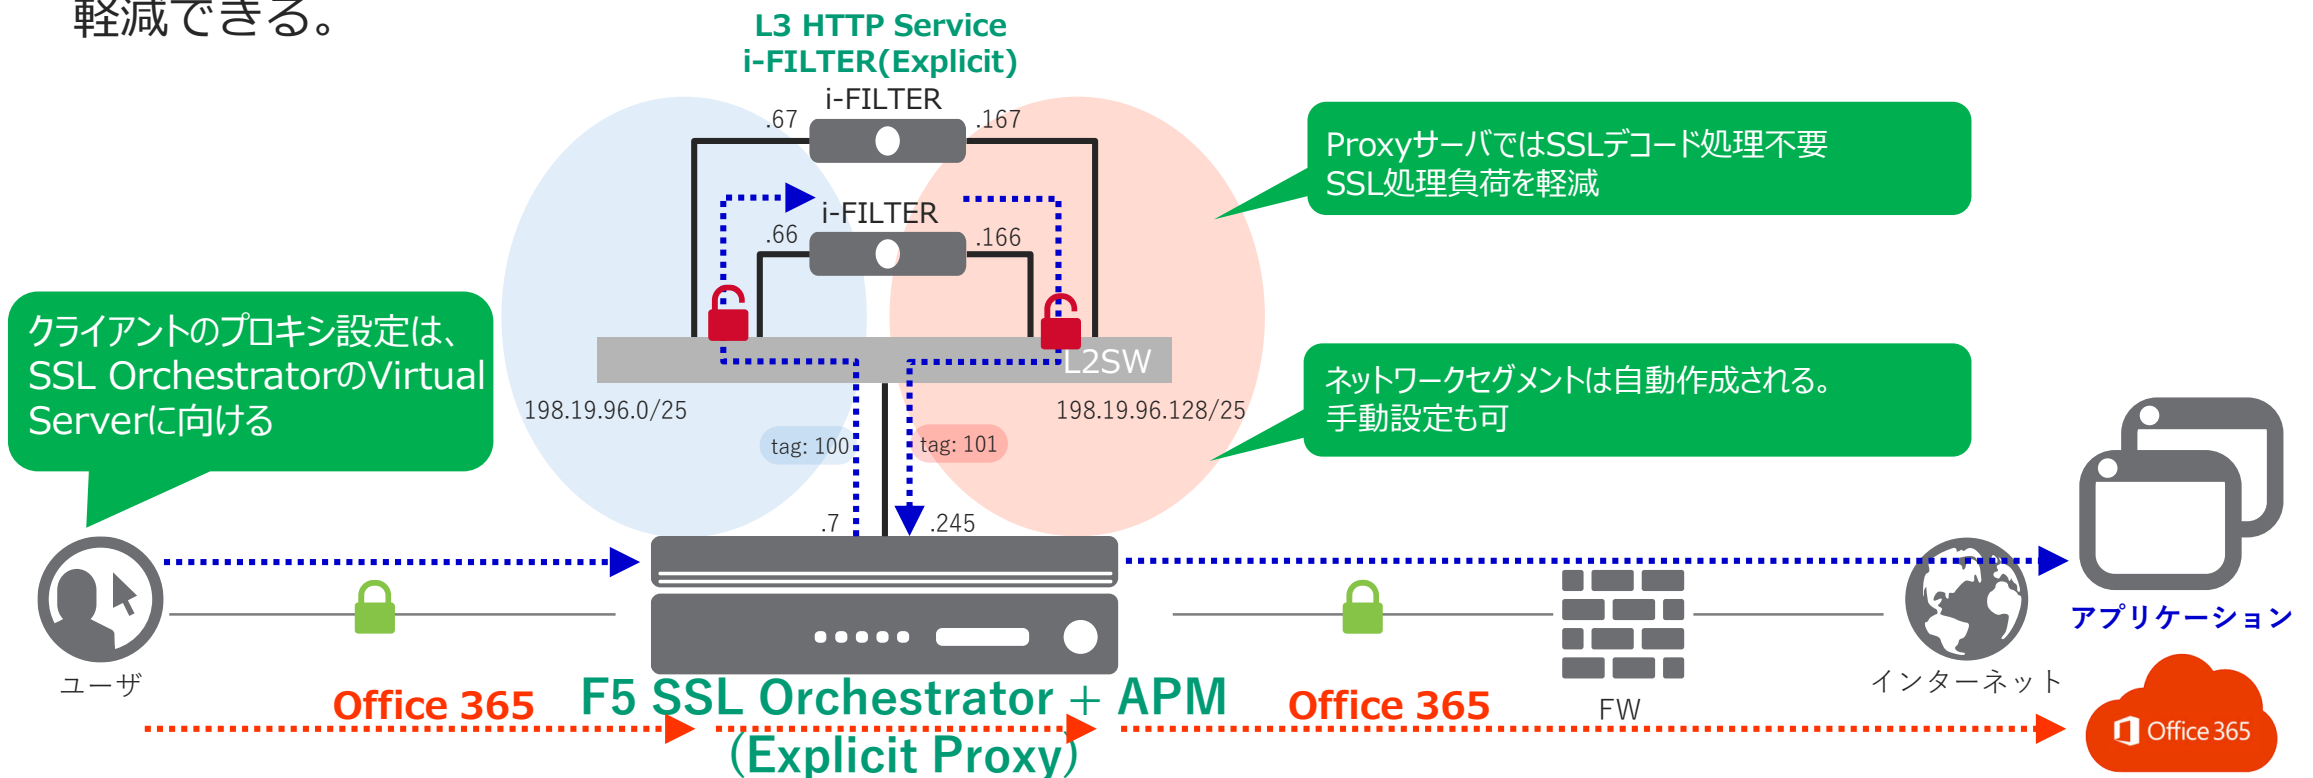 軽減できる。
L3 HTTP Service
i-FILTER(Explicit)
i-FILTER
.67
.167
i-FILTER
.66
.166
ProxyサーバではSSLデコード処理不要
SSL処理負荷を軽減
クライアントのプロキシ設定は、
SSL OrchestratorのVirtual
Serverに向ける
L2SW
198.19.96.0/25
198.19.96.128/25
ネットワークセグメントは自動作成される。
手動設定も可
tag: 100
tag: 101
.7
.245
ユーザ
アプリケーション
インターネット
FW
Office 365
F5 SSL Orchestrator + APM
(Explicit Proxy)
Office 365
Office 365